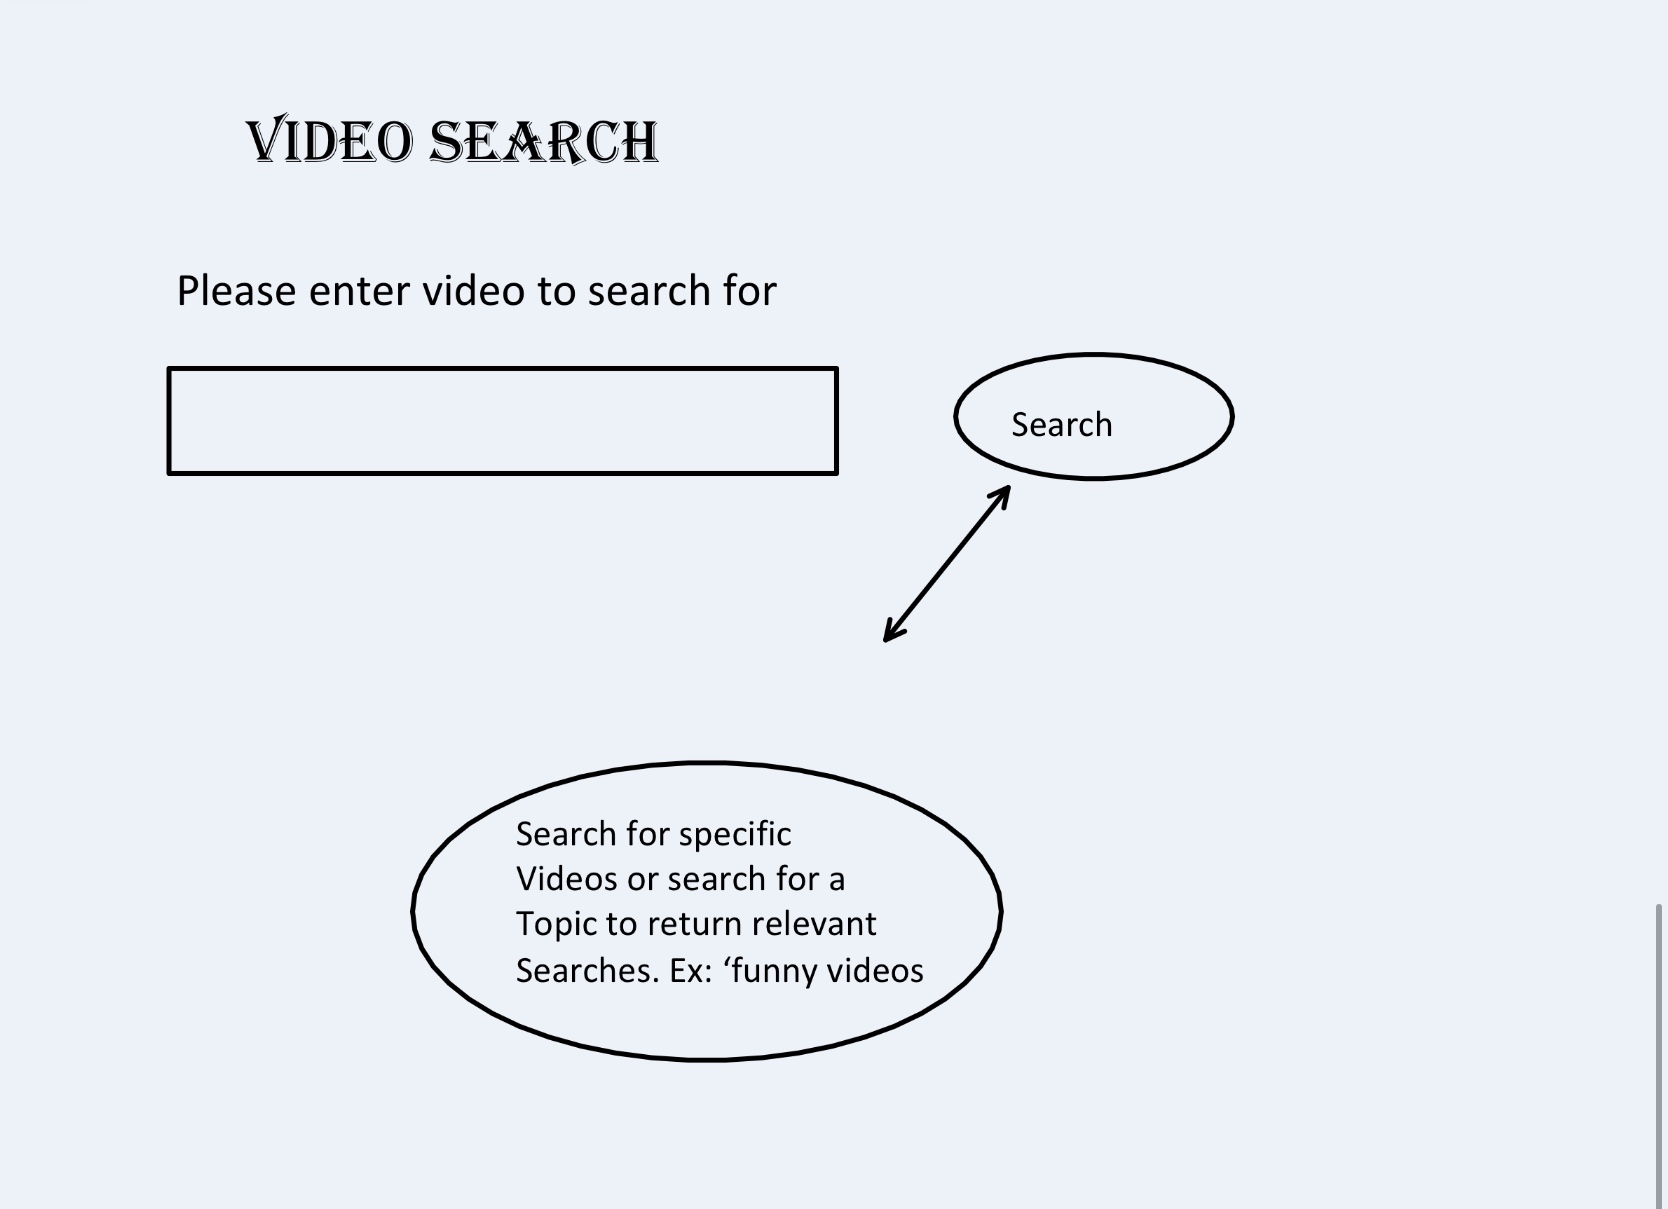 VIDEO SEARCH
Please enter video to search for
Search
Search for specific
Videos or search for a
Topic to return relevant
Searches. Ex: ‘funny videos